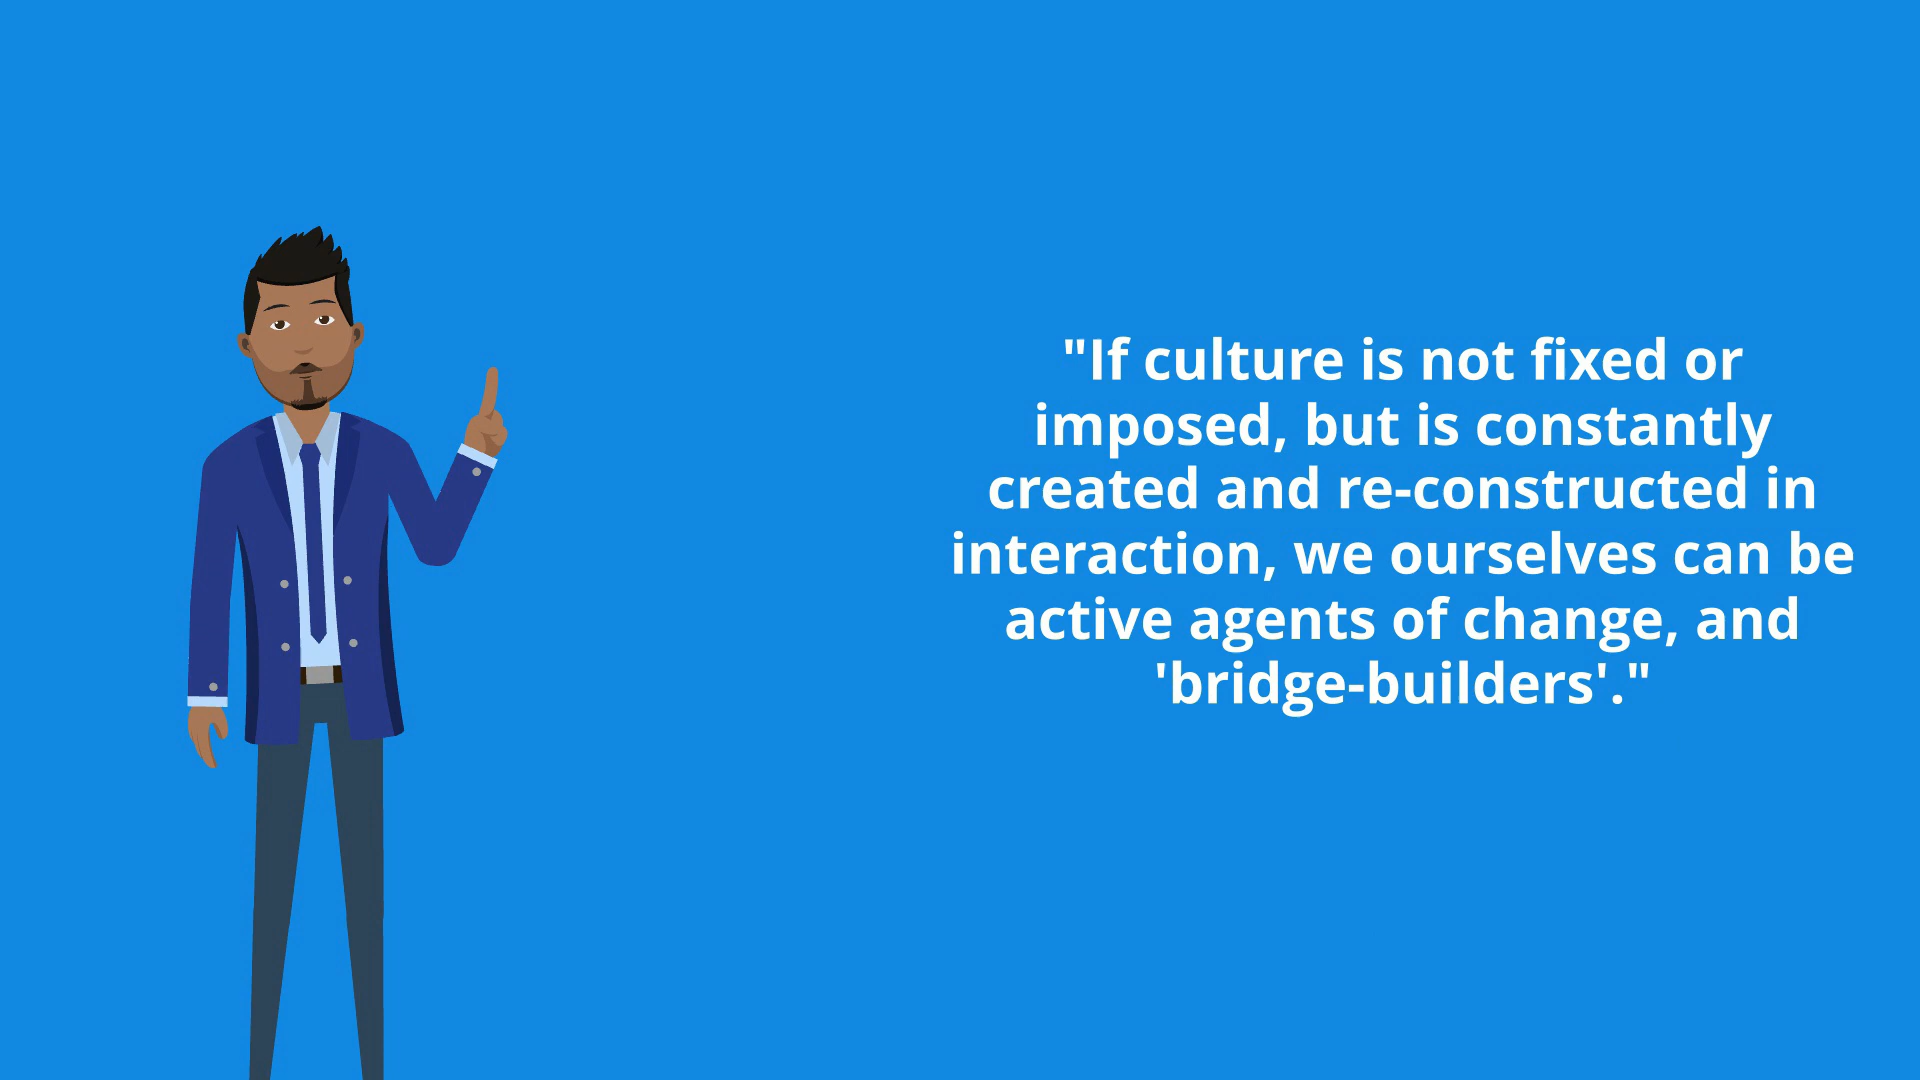 "If culture is not fixed or
imposed, but is constantly
created and re-constructed in
interaction, we ourselves can be
active agents of change, and
'bridge-builders'."